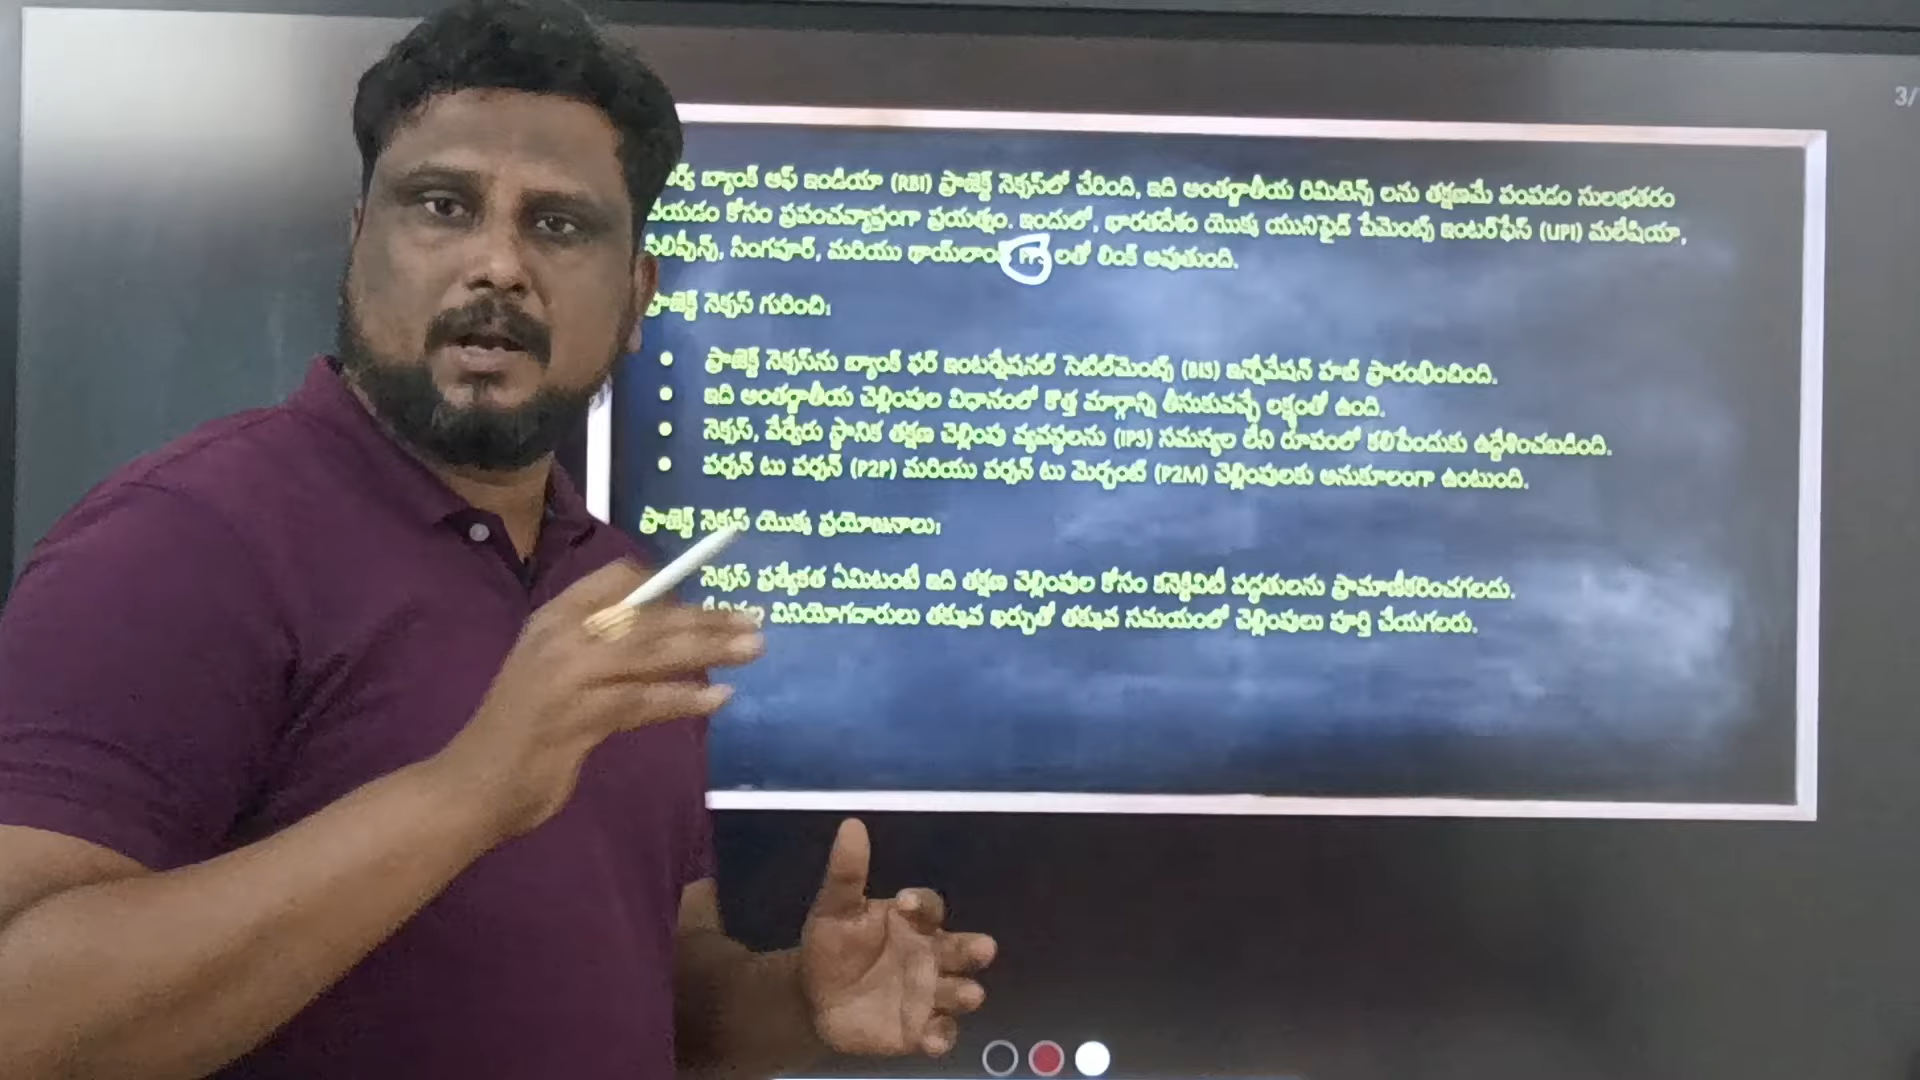 3/
బ్యాంక్ ఆఫ్ ఇండియా (RBI) ప్రాజెక్ట్ నెక్సస్‌లో చేరింది, ఇది అంతర్జాతీయ రిమిటెన్స్ లను తక్షణమే పంపడం సులభతరం
చేయడం కోసం ప్రపంచవ్యాప్తంగా ప్రయత్నం. ఇందులో, భారతదేశం యొక్క యునిఫైడ్ పేమెంట్స్ ఇంటర్‌ఫేస్ (UPI) మలేషియా,
ఫిలిప్పీన్స్, సింగపూర్, మరియు థాయ్‌లాండ్ FPS లతో లింక్ అవుతుంది.
ప్రాజెక్ట్ నెక్సస్ గురించి:
• ప్రాజెక్ట్ నెక్సస్‌ను బ్యాంక్ ఫర్ ఇంటర్నేషనల్ సెటిల్‌మెంట్స్ (BIS) ఇన్నోవేషన్ హబ్ ప్రారంభించింది.
• ఇది అంతర్జాతీయ చెల్లింపుల విధానంలో కొత్త మార్గాన్ని తీసుకువచ్చే లక్ష్యంతో ఉంది.
• నెక్సస్, వేర్వేరు స్థానిక తక్షణ చెల్లింపు వ్యవస్థలను (IPS) సమస్యల లేని రూపంలో కలిపేందుకు ఉద్దేశించబడింది.
• పర్సన్ టు పర్సన్ (P2P) మరియు పర్సన్ టు మెర్చంట్ (P2M) చెల్లింపులకు అనుకూలంగా ఉంటుంది.
ప్రాజెక్ట్ నెక్సస్ యొక్క ప్రయోజనాలు:
నెక్సస్ ప్రత్యేకత ఏమిటంటే ఇది తక్షణ చెల్లింపుల కోసం కనెక్టివిటీ పద్ధతులను ప్రామాణీకరించగలదు.
వినియోగదారులు తక్కువ ఖర్చుతో తక్కువ సమయంలో చెల్లింపులు పూర్తి చేయగలరు.